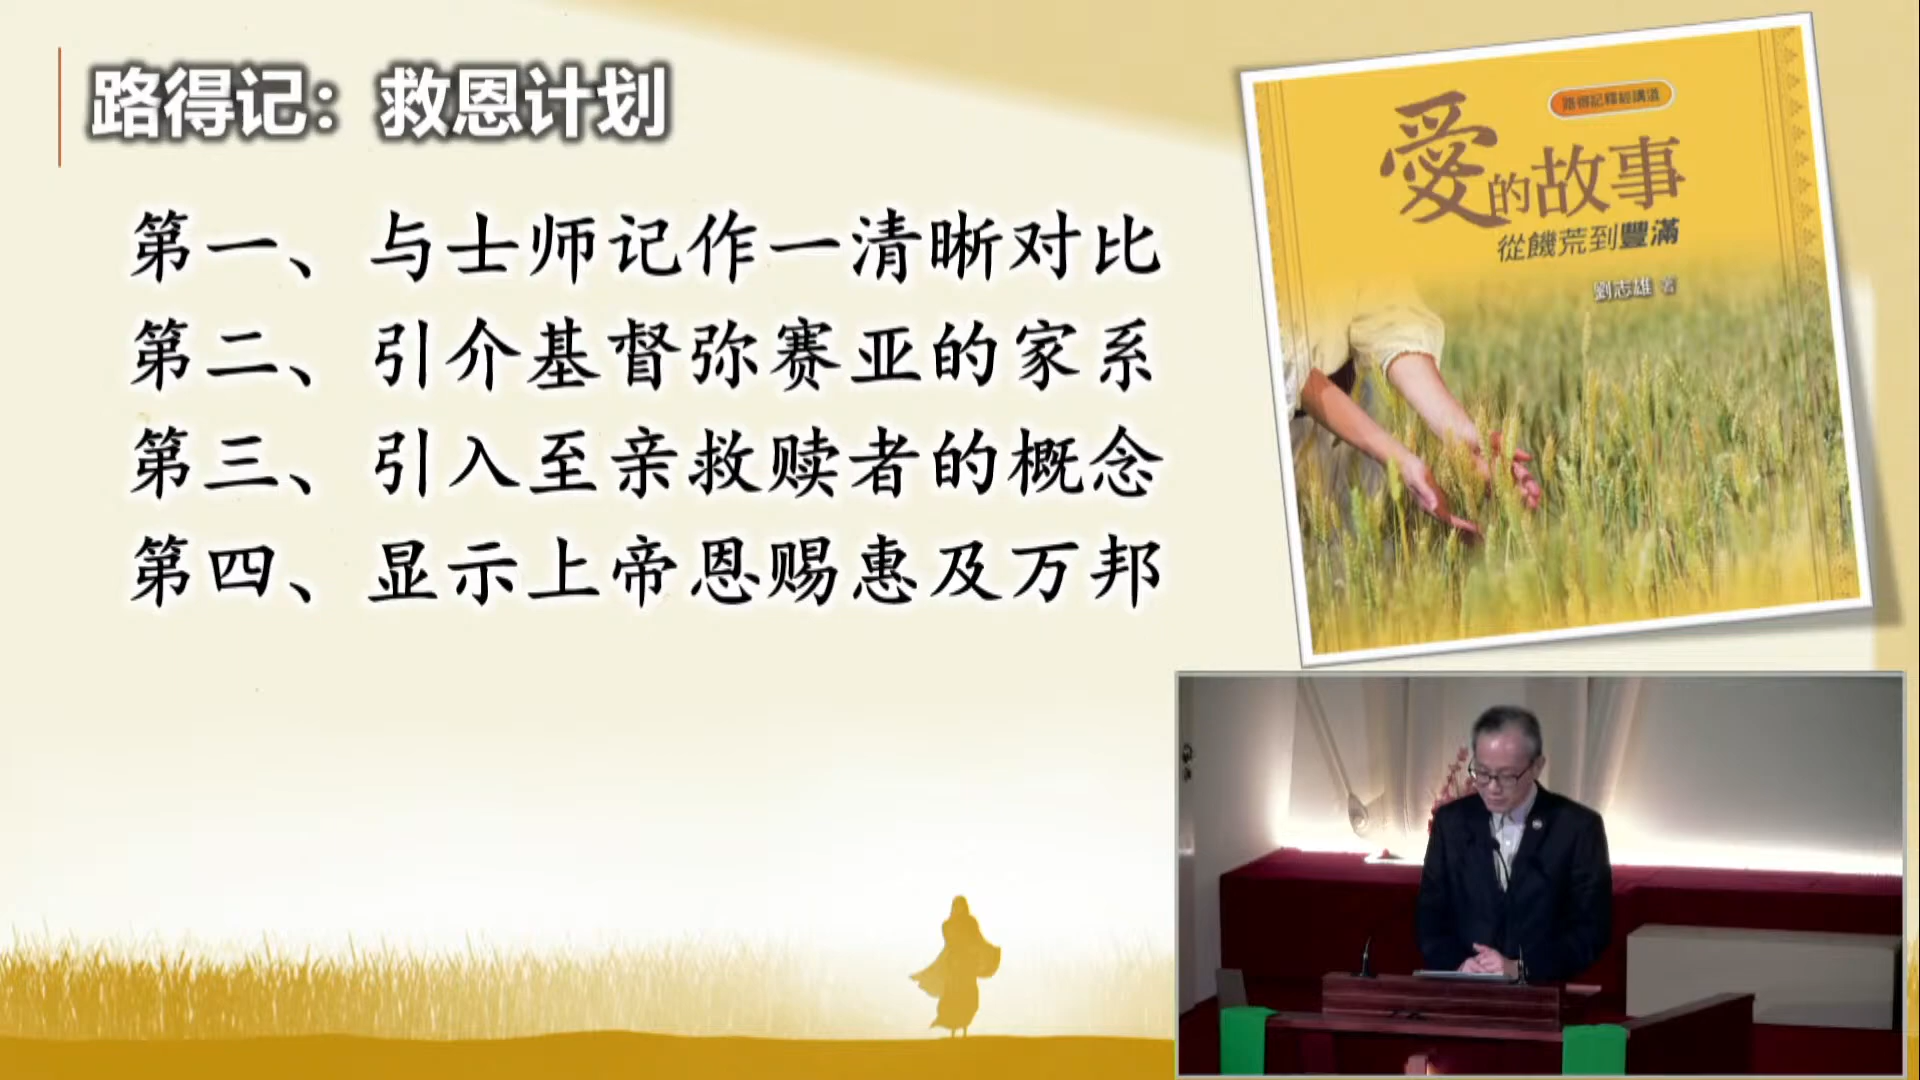 路得记：救恩计划
第一、与士师记作一清晰对比
第二、引介基督弥赛亚的家系
第三、引入至亲救赎者的概念
第四、显示上帝恩赐惠及万邦
路得記釋經講道
愛的故事
從饑荒到豐滿
劉志雄 著